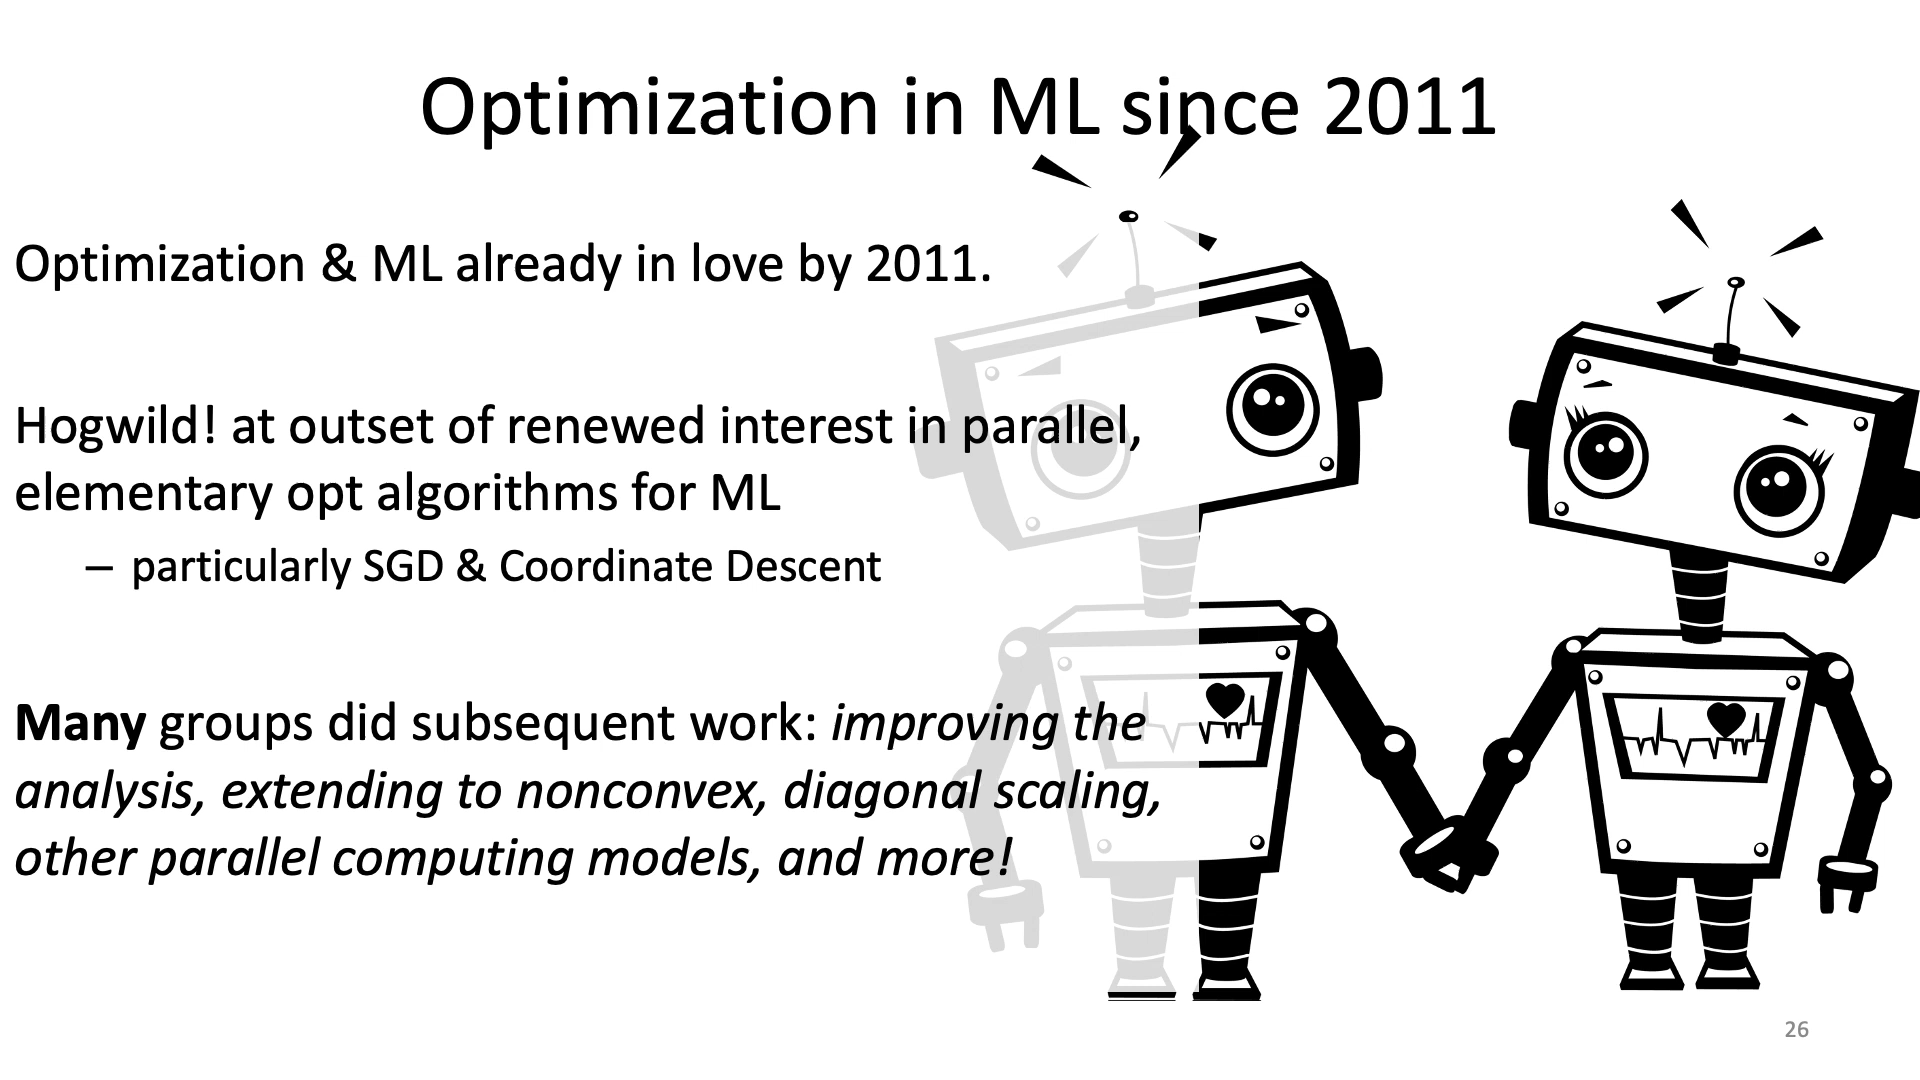 Optimization in ML since 2011
Optimization & ML already in love by 2011.
Hogwild! at outset of renewed interest in parallel,
elementary opt algorithms for ML
– particularly SGD & Coordinate Descent
Many groups did subsequent work: improving the
analysis, extending to nonconvex, diagonal scaling,
other parallel computing models, and more!
26